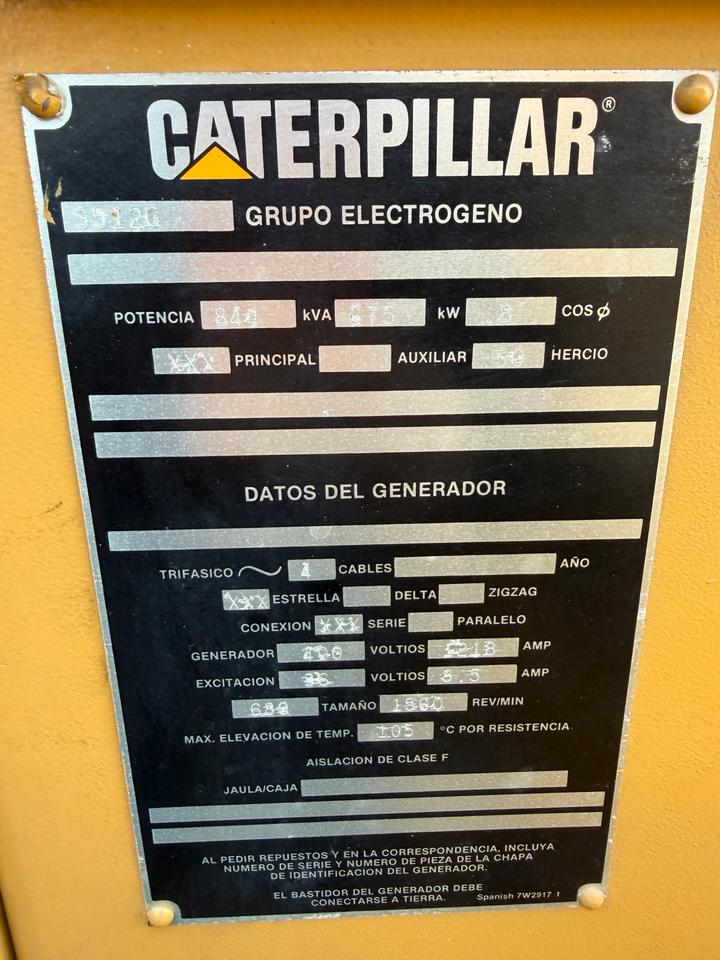 CATERPILLAR®
3512G GRUPO ELECTROGENO
POTENCIA 844 kVA 675 kW .8 COS ϕ
XXX PRINCIPAL AUXILIAR 50 HERCIO
DATOS DEL GENERADOR
TRIFASICO CABLES AÑO
XXX ESTRELLA DELTA ZIGZAG
CONEXION XXX SERIE PARALELO
GENERADOR 400 VOLTIOS 1218 AMP
EXCITACION VOLTIOS 8.5 AMP
TAMAÑO 1500 REV/MIN
MAX. ELEVACION DE TEMP. 105 °C POR RESISTENCIA
AISLACION DE CLASE F
JAULA/CAJA
AL PEDIR REPUESTOS Y EN LA CORRESPONDENCIA, INCLUYA
NUMERO DE SERIE Y NUMERO DE PIEZA DE LA CHAPA
DE IDENTIFICACION DEL GENERADOR.
EL BASTIDOR DEL GENERADOR DEBE
CONECTARSE A TIERRA. Spanish 7W2917 1